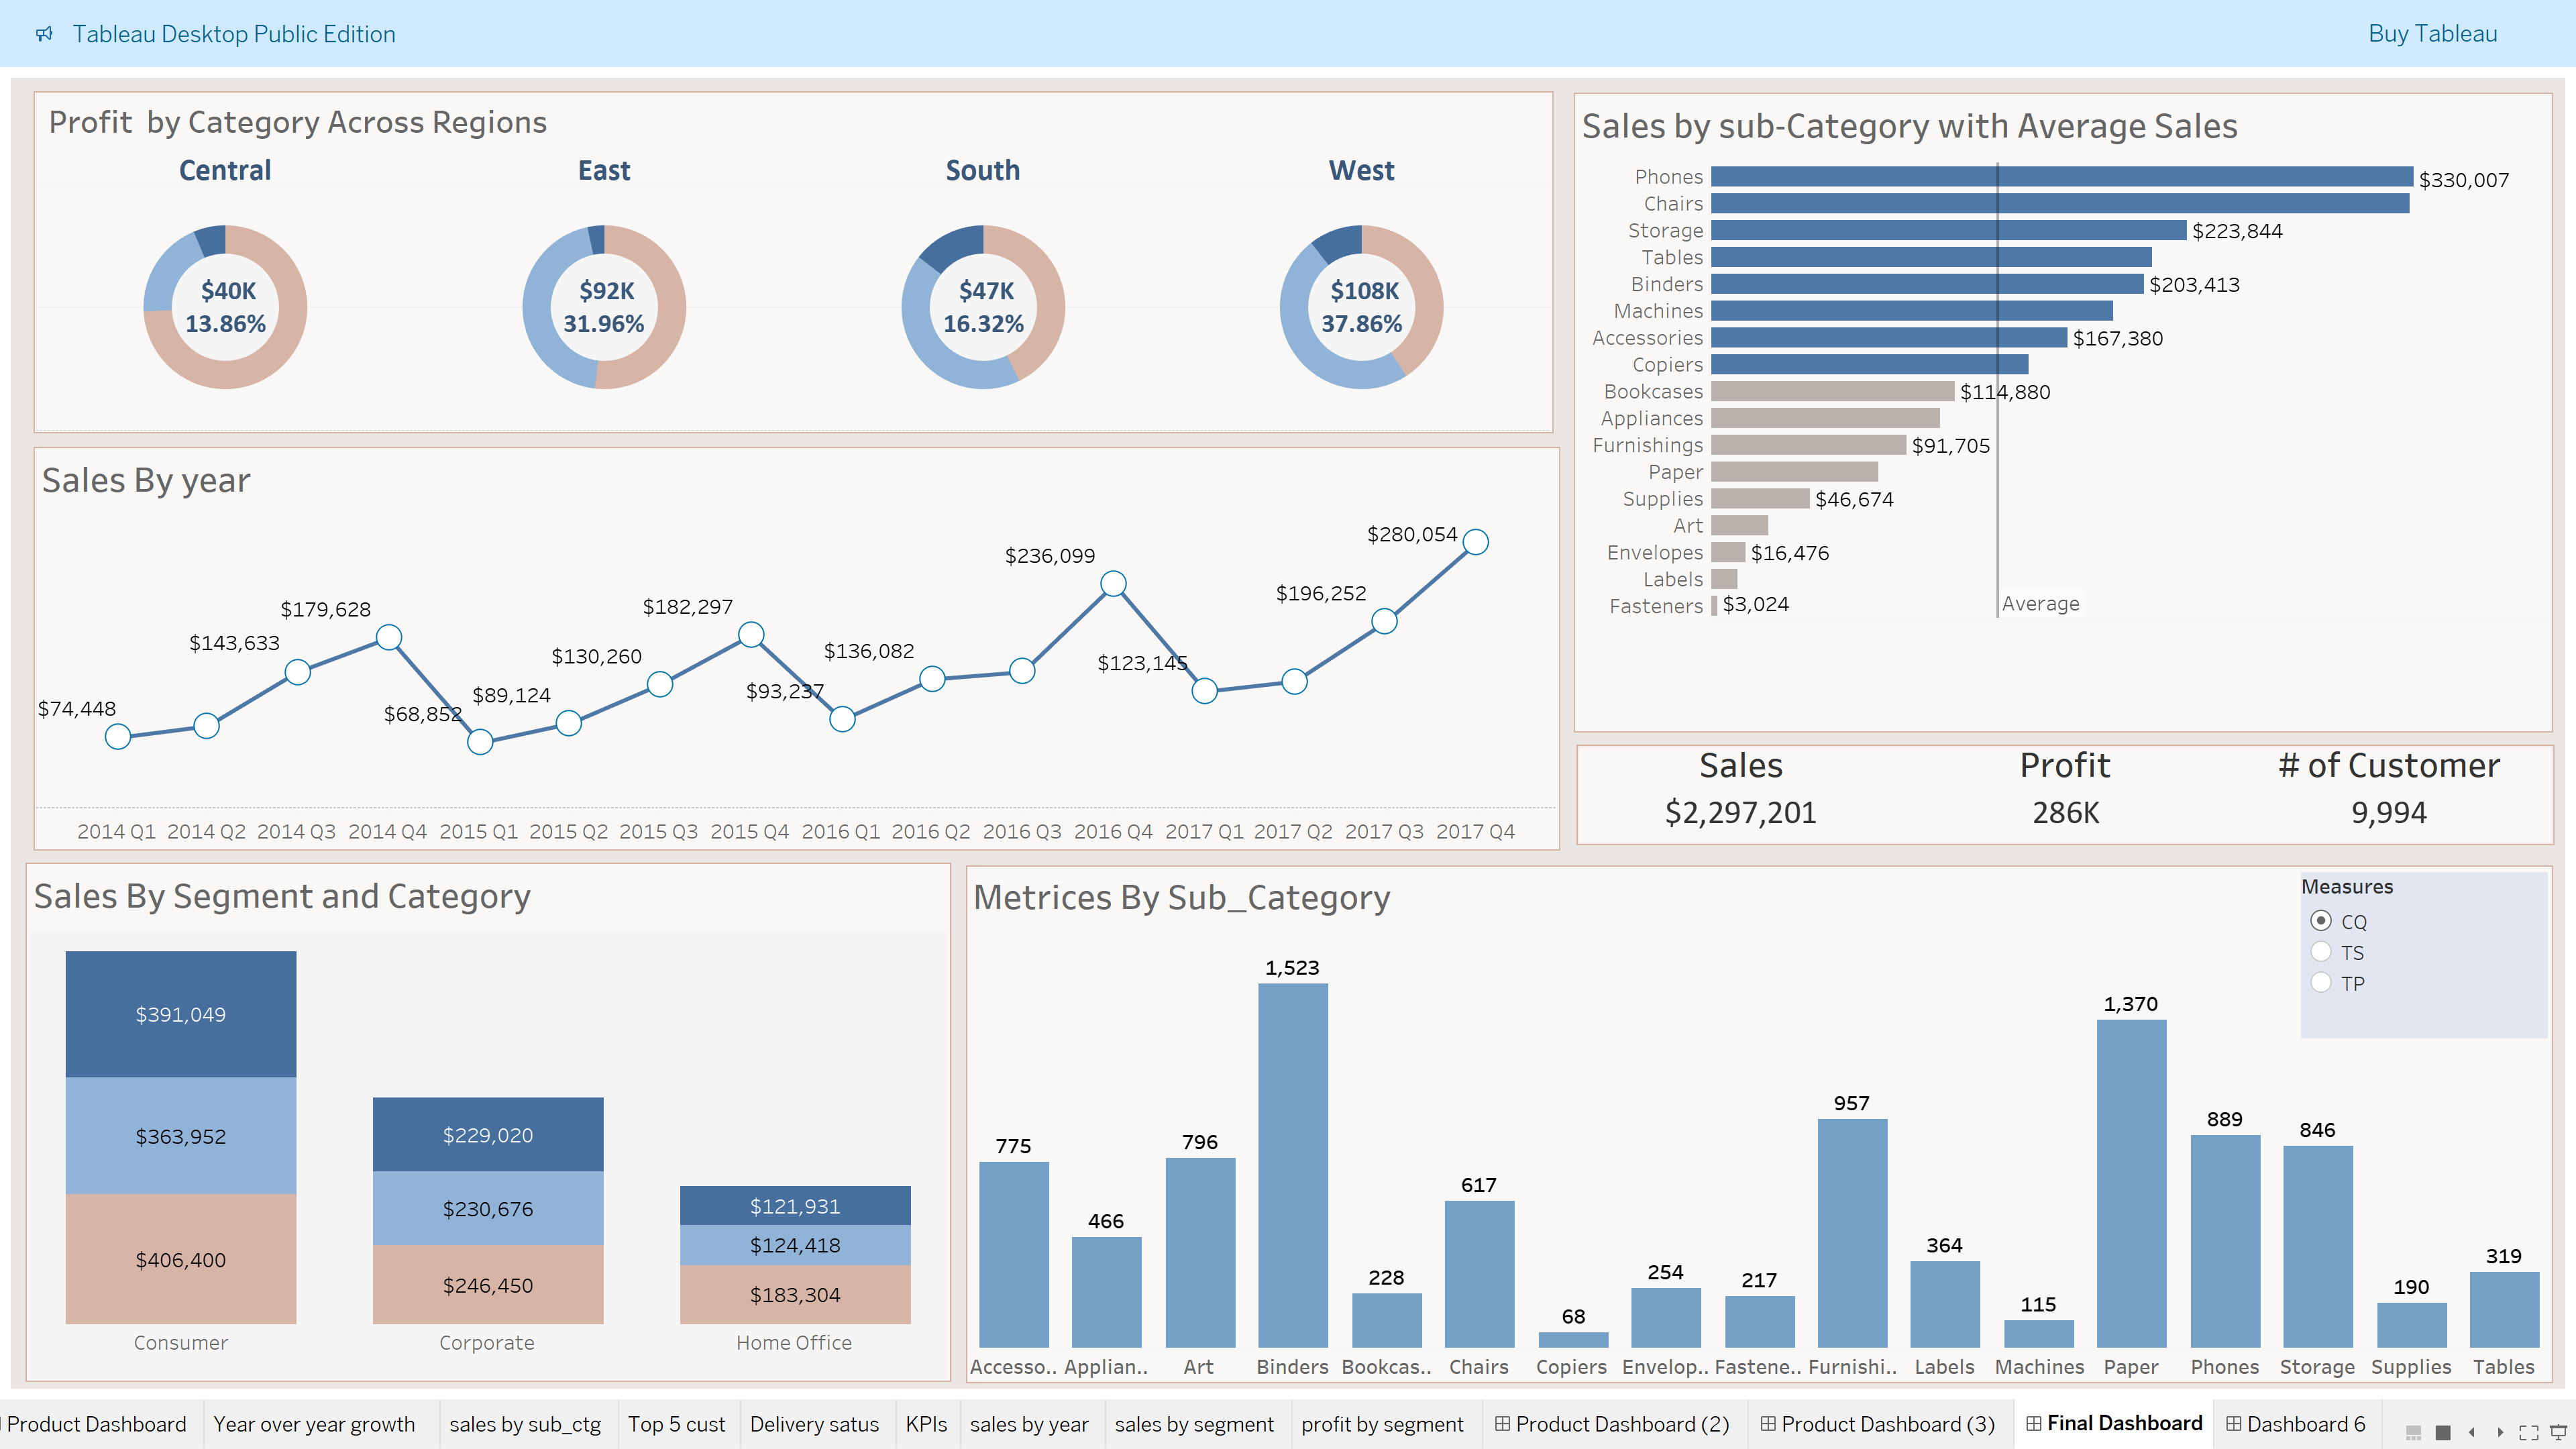 Tableau Desktop Public Edition
Buy Tableau
Profit by Category Across Regions
Central
East
South
West
$40K
13.86%
$92K
31.96%
$47K
16.32%
$108K
37.86%
Sales by sub-Category with Average Sales
Phones $330,007
Chairs
Storage $223,844
Tables
Binders $203,413
Machines
Accessories $167,380
Copiers
Bookcases $114,880
Appliances
Furnishings $91,705
Paper
Supplies $46,674
Art
Envelopes $16,476
Labels
Fasteners $3,024
Average
Sales By year
$74,448
$143,633
$179,628
$68,852
$89,124
$130,260
$182,297
$93,237
$136,082
$236,099
$123,145
$196,252
$280,054
2014 Q1 2014 Q2 2014 Q3 2014 Q4 2015 Q1 2015 Q2 2015 Q3 2015 Q4 2016 Q1 2016 Q2 2016 Q3 2016 Q4 2017 Q1 2017 Q2 2017 Q3 2017 Q4
Sales Profit # of Customer
$2,297,201 286K 9,994
Sales By Segment and Category
$391,049
$363,952
$406,400
Consumer
$229,020
$230,676
$246,450
Corporate
$121,931
$124,418
$183,304
Home Office
Metrices By Sub_Category
Measures
CQ
TS
TP
775
466
796
1,523
228
617
68
254
217
957
364
115
1,370
889
846
190
319
Accesso.. Applian.. Art Binders Bookcas.. Chairs Copiers Envelop.. Fastene.. Furnishi.. Labels Machines Paper Phones Storage Supplies Tables
Product Dashboard Year over year growth sales by sub_ctg Top 5 cust Delivery satus KPIs sales by year sales by segment profit by segment Product Dashboard (2) Product Dashboard (3) Final Dashboard Dashboard 6